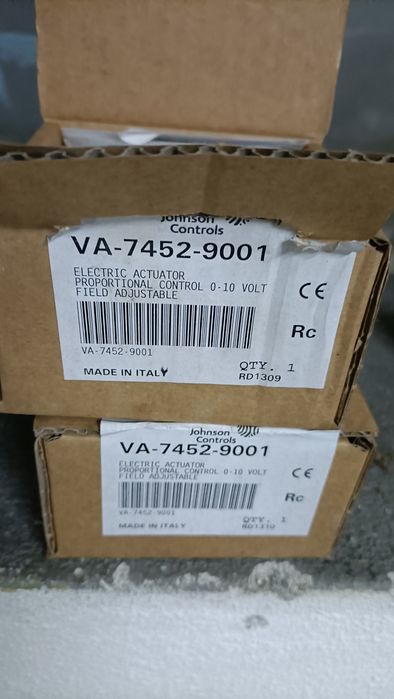 Johnson
Controls
VA-7452-9001
ELECTRIC ACTUATOR
PROPORTIONAL CONTROL 0-10 VOLT
FIELD ADJUSTABLE
CE
Rc
VA-7452-9001
QTY. 1
MADE IN ITALY
RD1309
Johnson
Controls
VA-7452-9001
ELECTRIC ACTUATOR
PROPORTIONAL CONTROL 0-10 VOLT
FIELD ADJUSTABLE
CE
Rc
VA-7452-9001
QTY. 1
MADE IN ITALY
RD1310